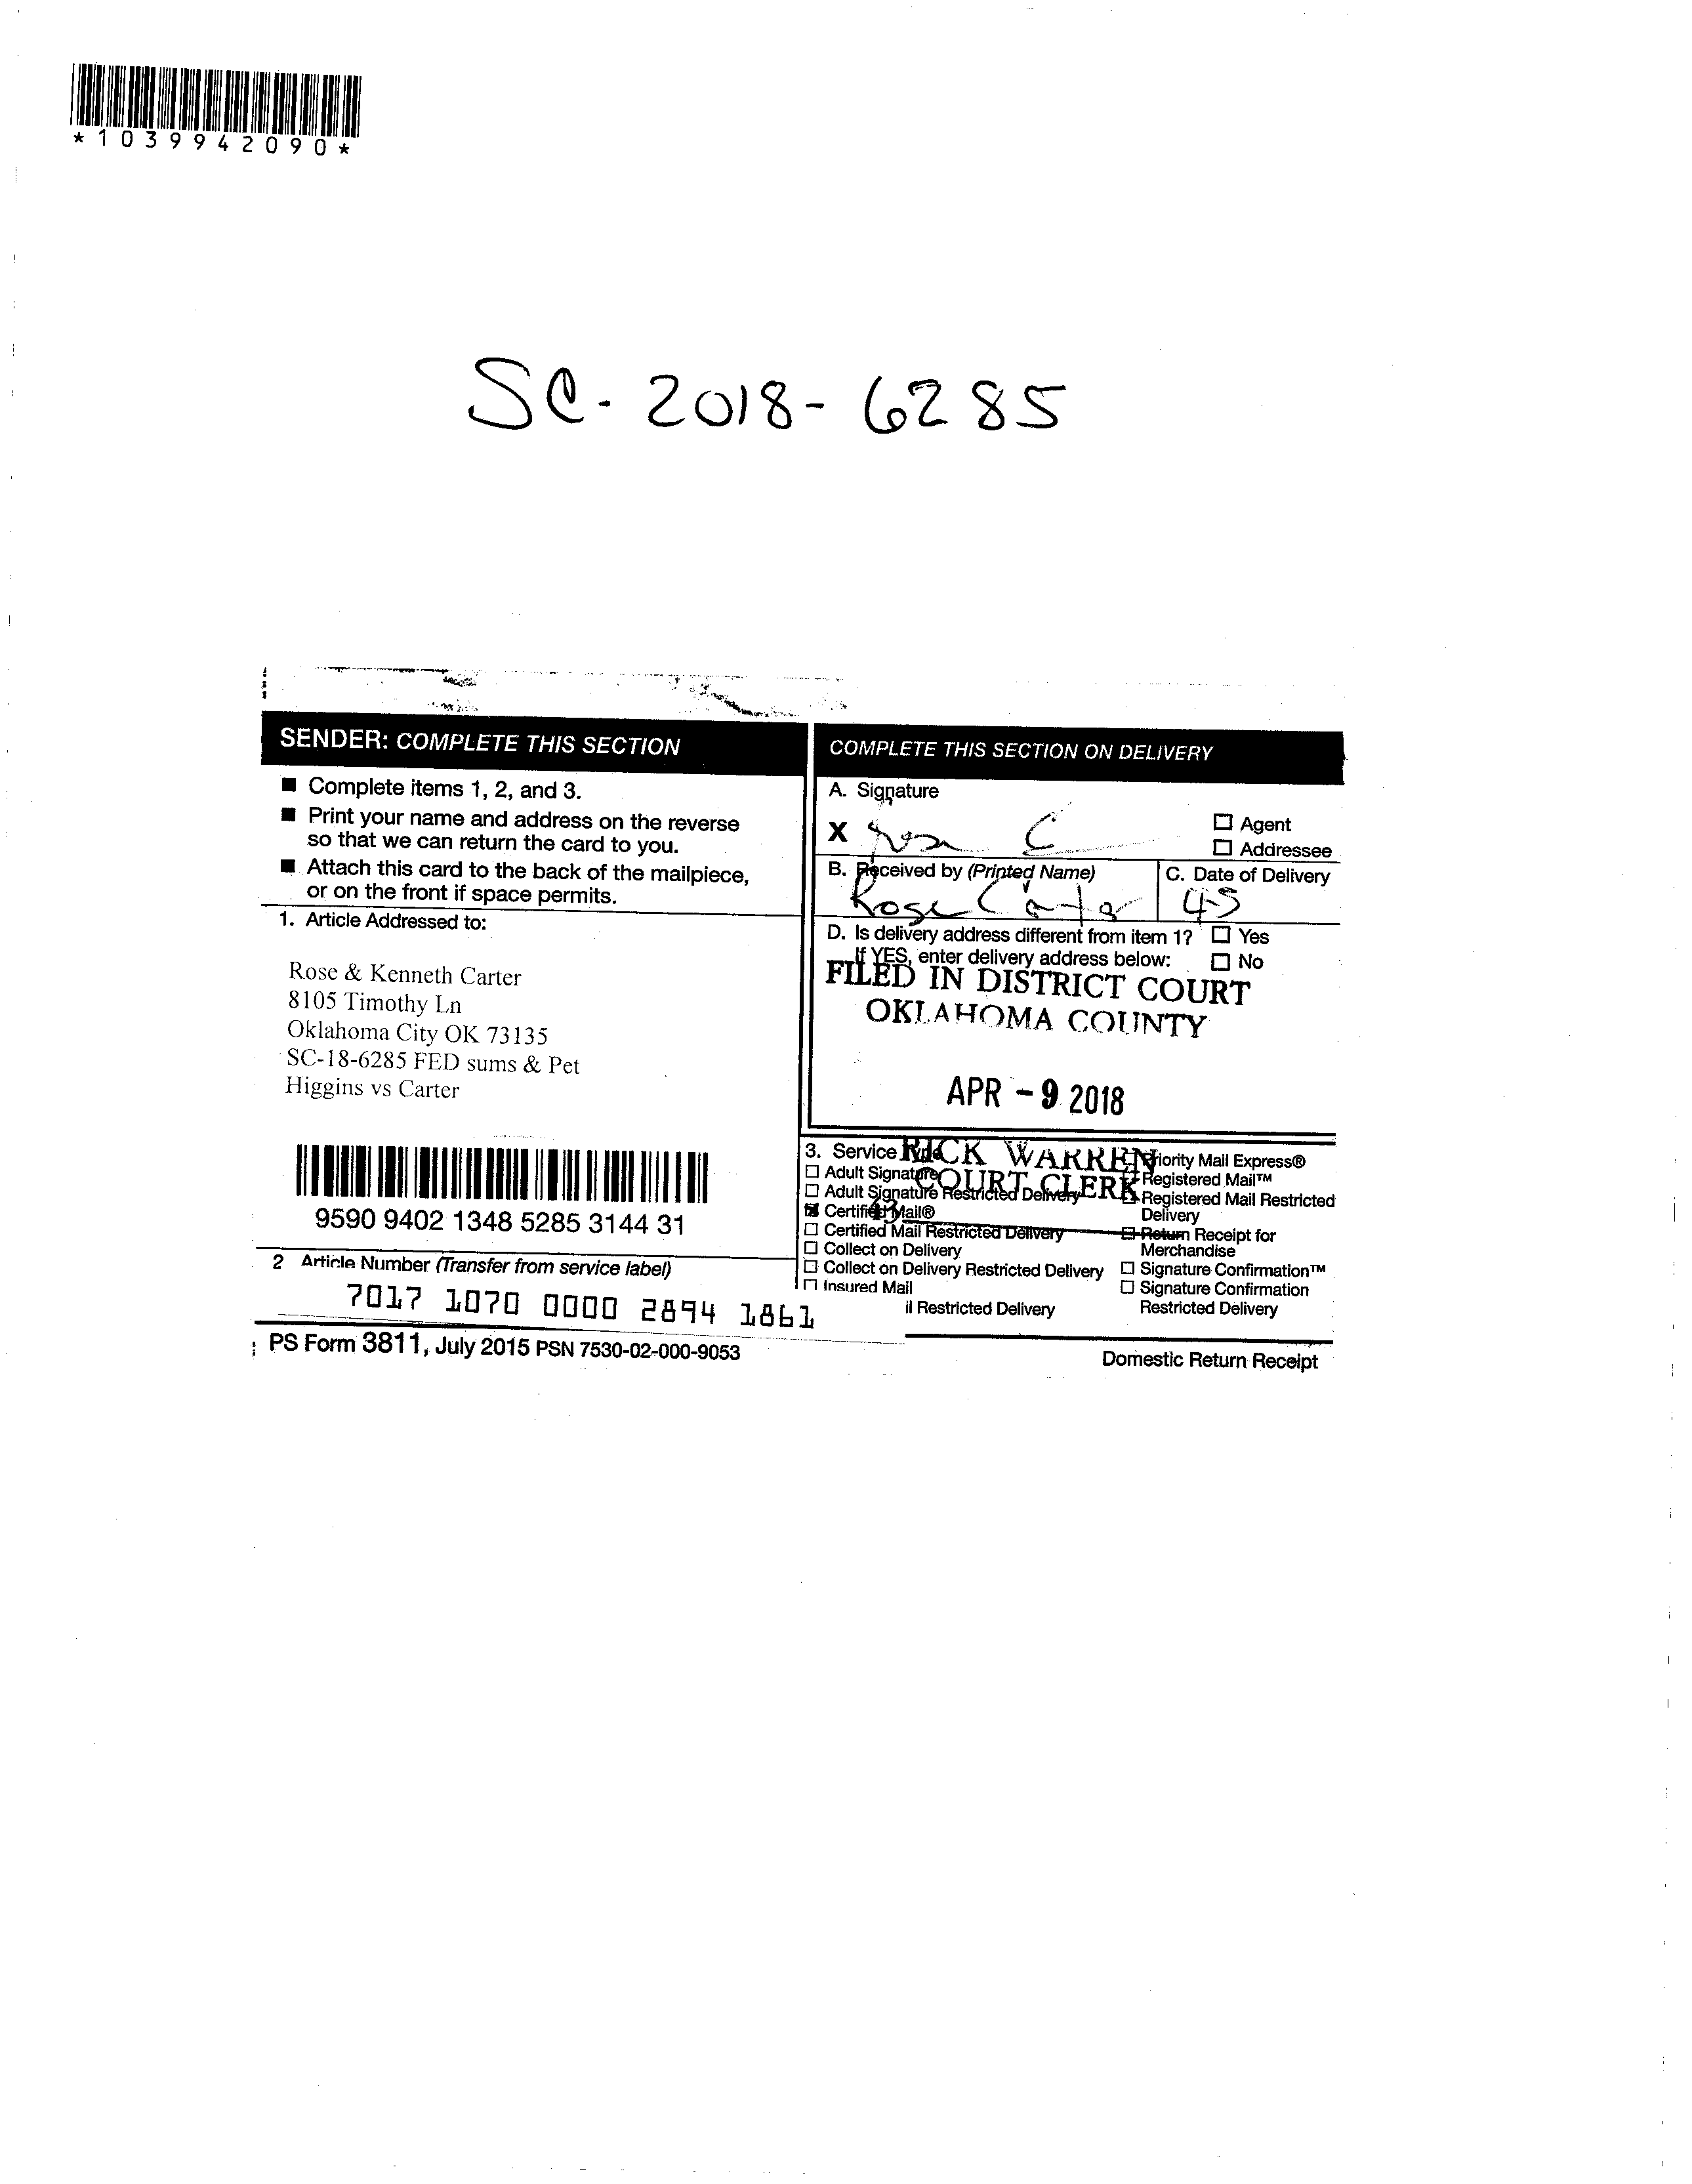 *1039942090*
SC-2018-6285
SENDER: COMPLETE THIS SECTION
■ Complete items 1, 2, and 3.
■ Print your name and address on the reverse
so that we can return the card to you.
■ Attach this card to the back of the mailpiece,
or on the front if space permits.
1. Article Addressed to:
Rose & Kenneth Carter
8105 Timothy Ln
Oklahoma City OK 73135
SC-18-6285 FED sums & Pet
Higgins vs Carter
9590 9402 1348 5285 3144 31
2 Article Number (Transfer from service label)
7017 1070 0000 2894 1861
PS Form 3811, July 2015 PSN 7530-02-000-9053
COMPLETE THIS SECTION ON DELIVERY
A. Signature
X
☐ Agent
☐ Addressee
B. Received by (Printed Name)
Rose Carter
C. Date of Delivery
4-5
D. Is delivery address different from item 1? ☐ Yes
If YES, enter delivery address below: ☐ No
FILED IN DISTRICT COURT
OKLAHOMA COUNTY
APR - 9 2018
RICK WARREN
COURT CLERK
43
3. Service Type
☐ Adult Signature
☐ Adult Signature Restricted Delivery
☒ Certified Mail®
☐ Certified Mail Restricted Delivery
☐ Collect on Delivery
☐ Collect on Delivery Restricted Delivery
☐ Insured Mail
il Restricted Delivery
☐ Priority Mail Express®
☐ Registered Mail™
☐ Registered Mail Restricted
Delivery
☐ Return Receipt for
Merchandise
☐ Signature Confirmation™
☐ Signature Confirmation
Restricted Delivery
Domestic Return Receipt